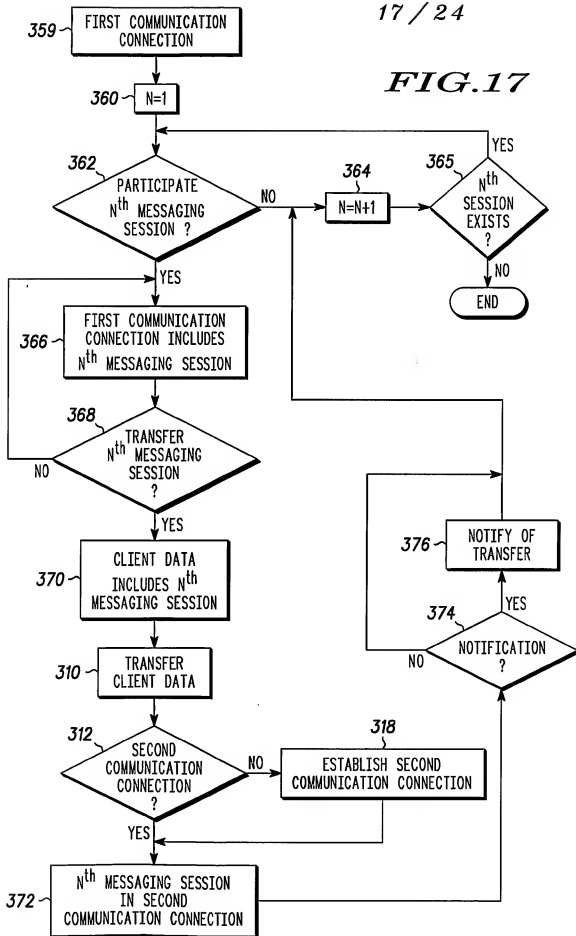 17/24
FIG.17
359
FIRST COMMUNICATION
CONNECTION
360
N=1
362
PARTICIPATE
Nth MESSAGING
SESSION ?
NO
YES
364
N=N+1
365
Nth
SESSION
EXISTS
?
YES
NO
END
366
FIRST COMMUNICATION
CONNECTION INCLUDES
Nth MESSAGING SESSION
368
TRANSFER
Nth MESSAGING
SESSION
?
NO
YES
370
CLIENT DATA
INCLUDES Nth
MESSAGING SESSION
310
TRANSFER
CLIENT DATA
312
SECOND
COMMUNICATION
CONNECTION
?
NO
YES
318
ESTABLISH SECOND
COMMUNICATION CONNECTION
372
Nth MESSAGING SESSION
IN SECOND
COMMUNICATION CONNECTION
374
NOTIFICATION
?
NO
YES
376
NOTIFY OF
TRANSFER